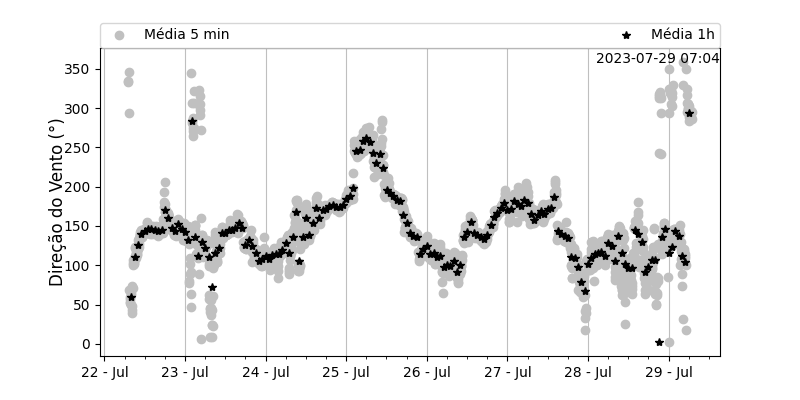 Média 5 min
Média 1h
2023-07-29 07:04
Direção do Vento (°)
350
300
250
200
150
100
50
0
22 - Jul
23 - Jul
24 - Jul
25 - Jul
26 - Jul
27 - Jul
28 - Jul
29 - Jul